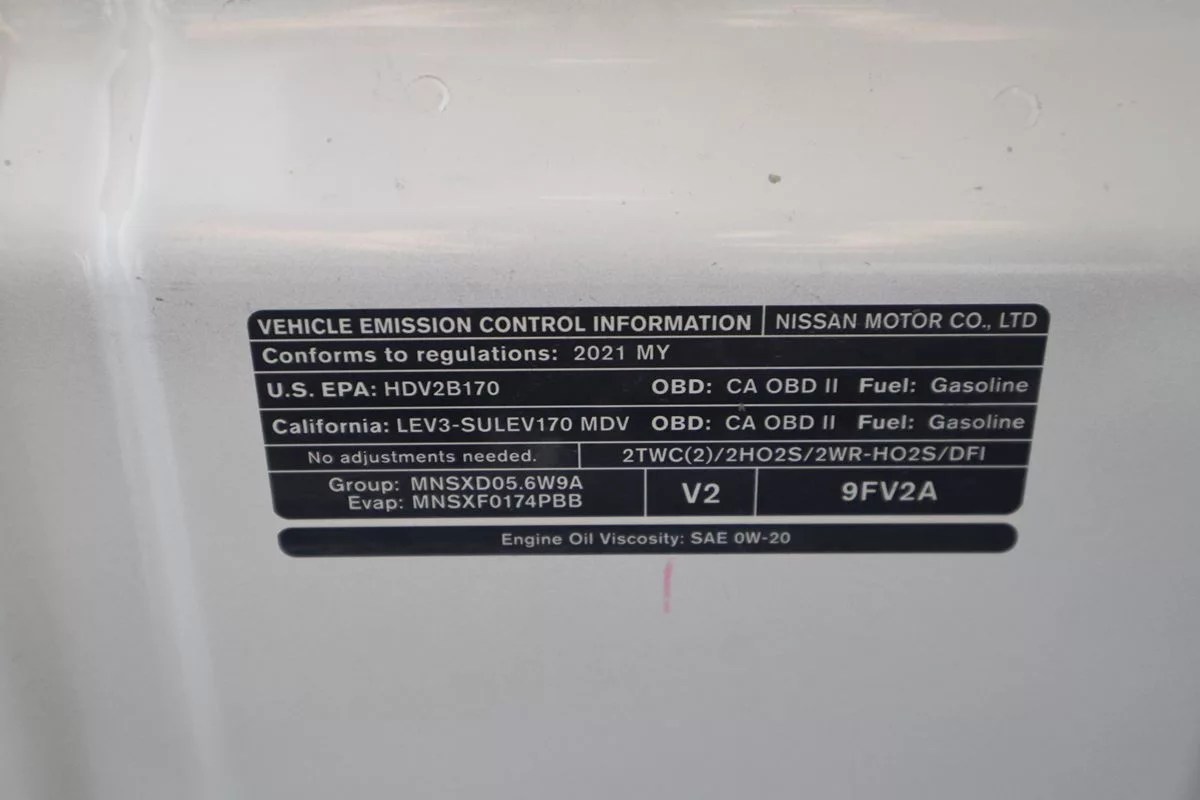 VEHICLE EMISSION CONTROL INFORMATION NISSAN MOTOR CO., LTD
Conforms to regulations: 2021 MY
U.S. EPA: HDV2B170 OBD: CA OBD II Fuel: Gasoline
California: LEV3-SULEV170 MDV OBD: CA OBD II Fuel: Gasoline
No adjustments needed. 2TWC(2)/2HO2S/2WR-HO2S/DFI
Group: MNSXD05.6W9A V2 9FV2A
Evap: MNSXF0174PBB
Engine Oil Viscosity: SAE 0W-20